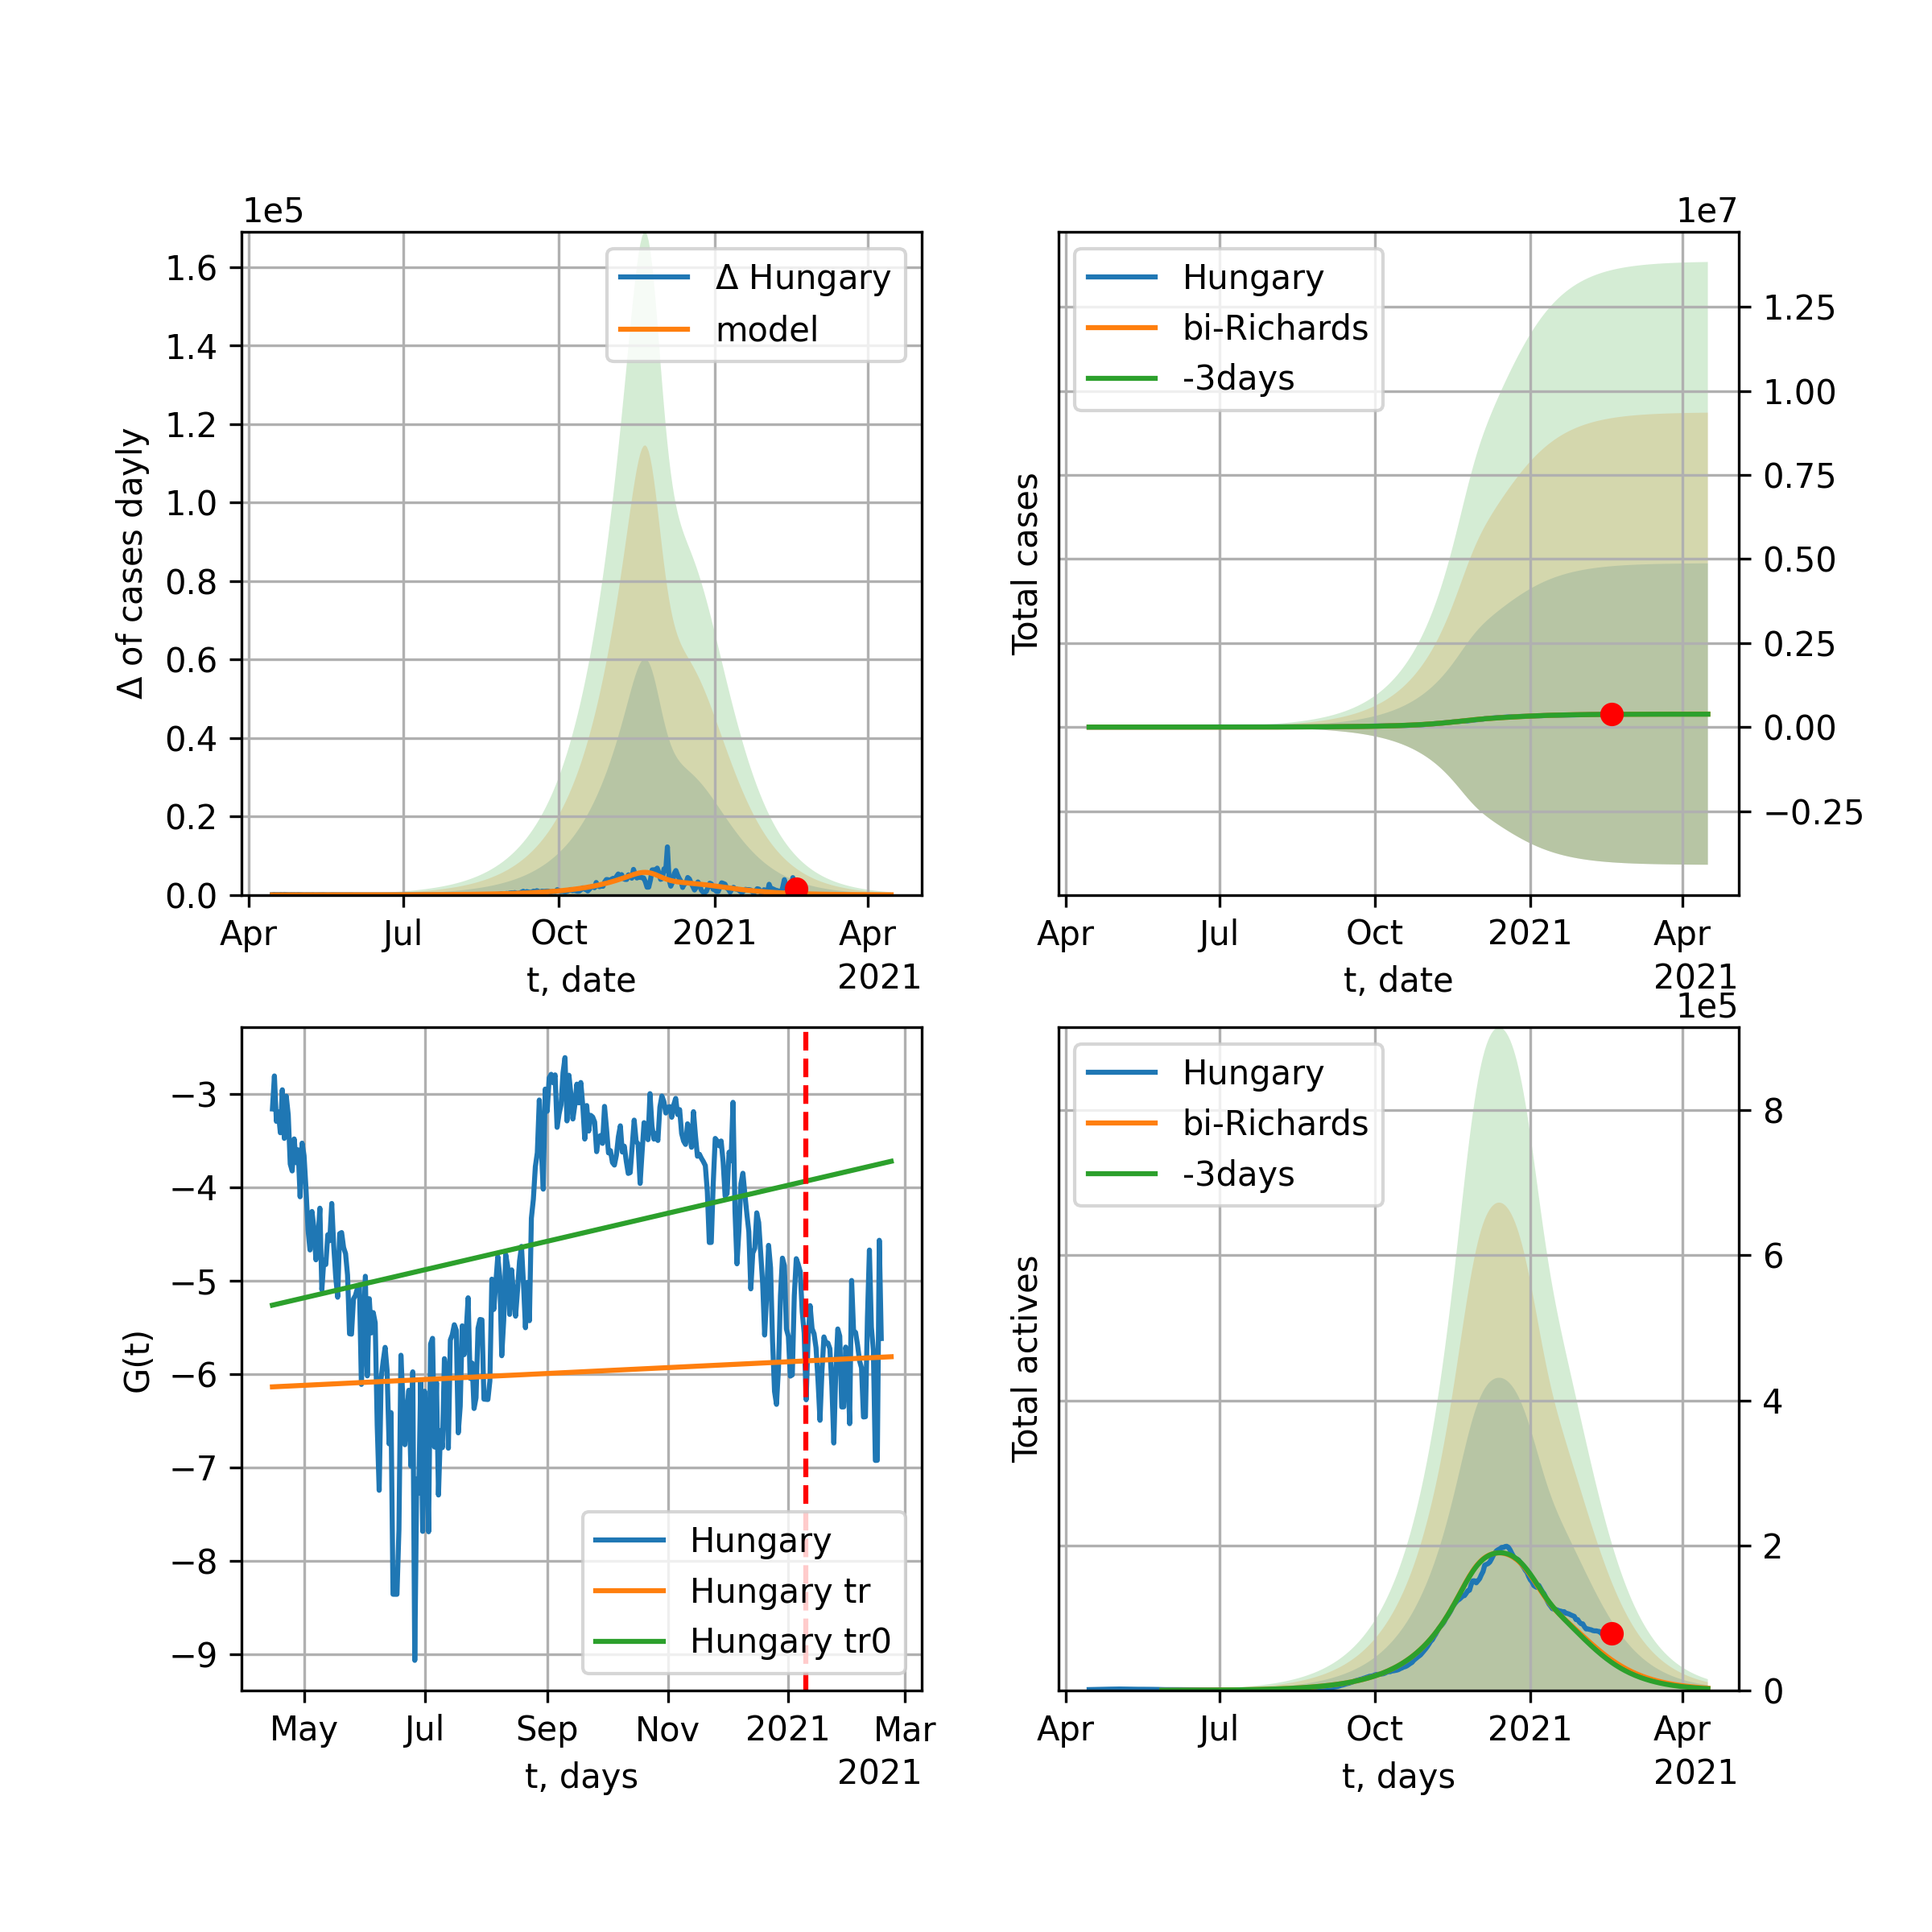 1e5
Δ of cases dayly
1.6
1.4
1.2
1.0
0.8
0.6
0.4
0.2
0.0
Δ Hungary
model
Apr Jul Oct 2021 Apr
2021
t, date
1e7
Total cases
Hungary
bi-Richards
-3days
1.25
1.00
0.75
0.50
0.25
0.00
−0.25
Apr Jul Oct 2021 Apr
2021
t, date
G(t)
−3
−4
−5
−6
−7
−8
−9
Hungary
Hungary tr
Hungary tr0
May Jul Sep Nov 2021 Mar
2021
t, days
1e5
Total actives
Hungary
bi-Richards
-3days
8
6
4
2
0
Apr Jul Oct 2021 Apr
2021
t, days